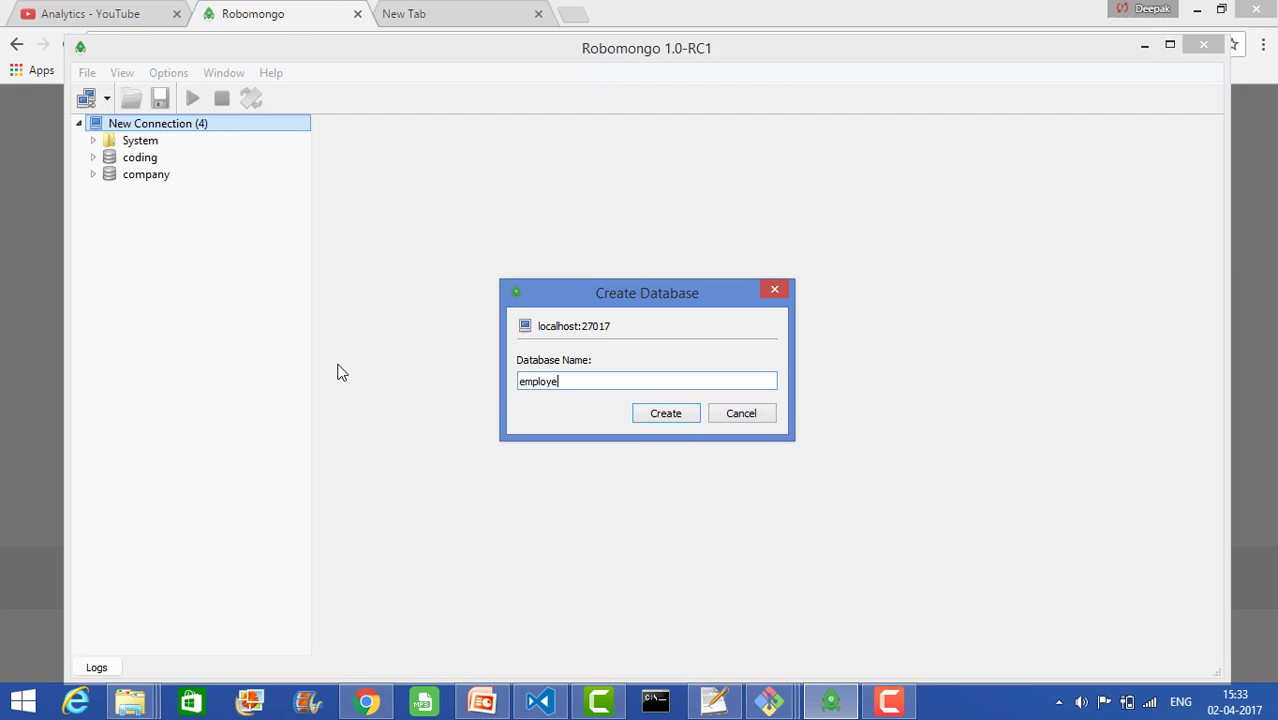 Analytics - YouTube
Robomongo
New Tab
Deepak
Apps
Robomongo 1.0-RC1
File View Options Window Help
New Connection (4)
System
coding
company
Create Database
localhost:27017
Database Name:
employe
Create Cancel
Logs
MP3
ENG
15:33
02-04-2017